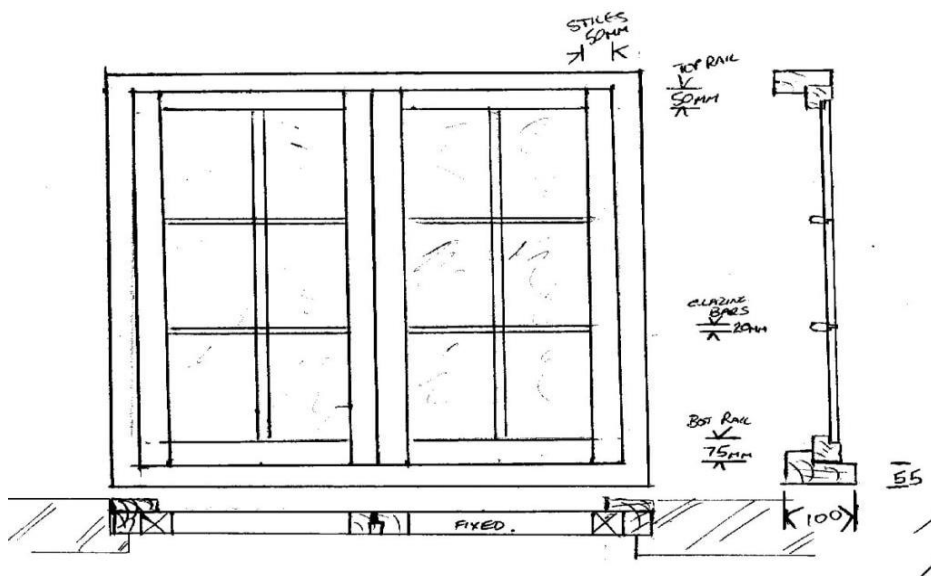 STILES
50MM
TOP RAIL
50MM
GLAZING
BARS
20MM
BOT RAIL
75MM
55
100
FIXED.